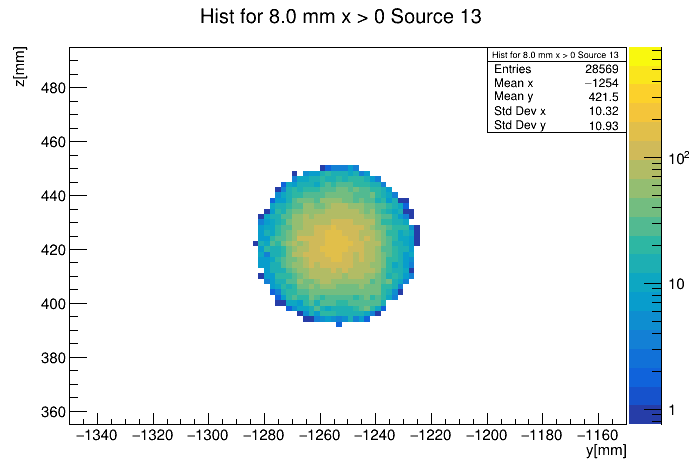 Hist for 8.0 mm x > 0 Source 13
z[mm]
Hist for 8.0 mm x > 0 Source 13
Entries 28569
Mean x −1254
Mean y 421.5
Std Dev x 10.32
Std Dev y 10.93
480
460
440
420
400
380
360
−1340 −1320 −1300 −1280 −1260 −1240 −1220 −1200 −1180 −1160
y[mm]
10²
10
1